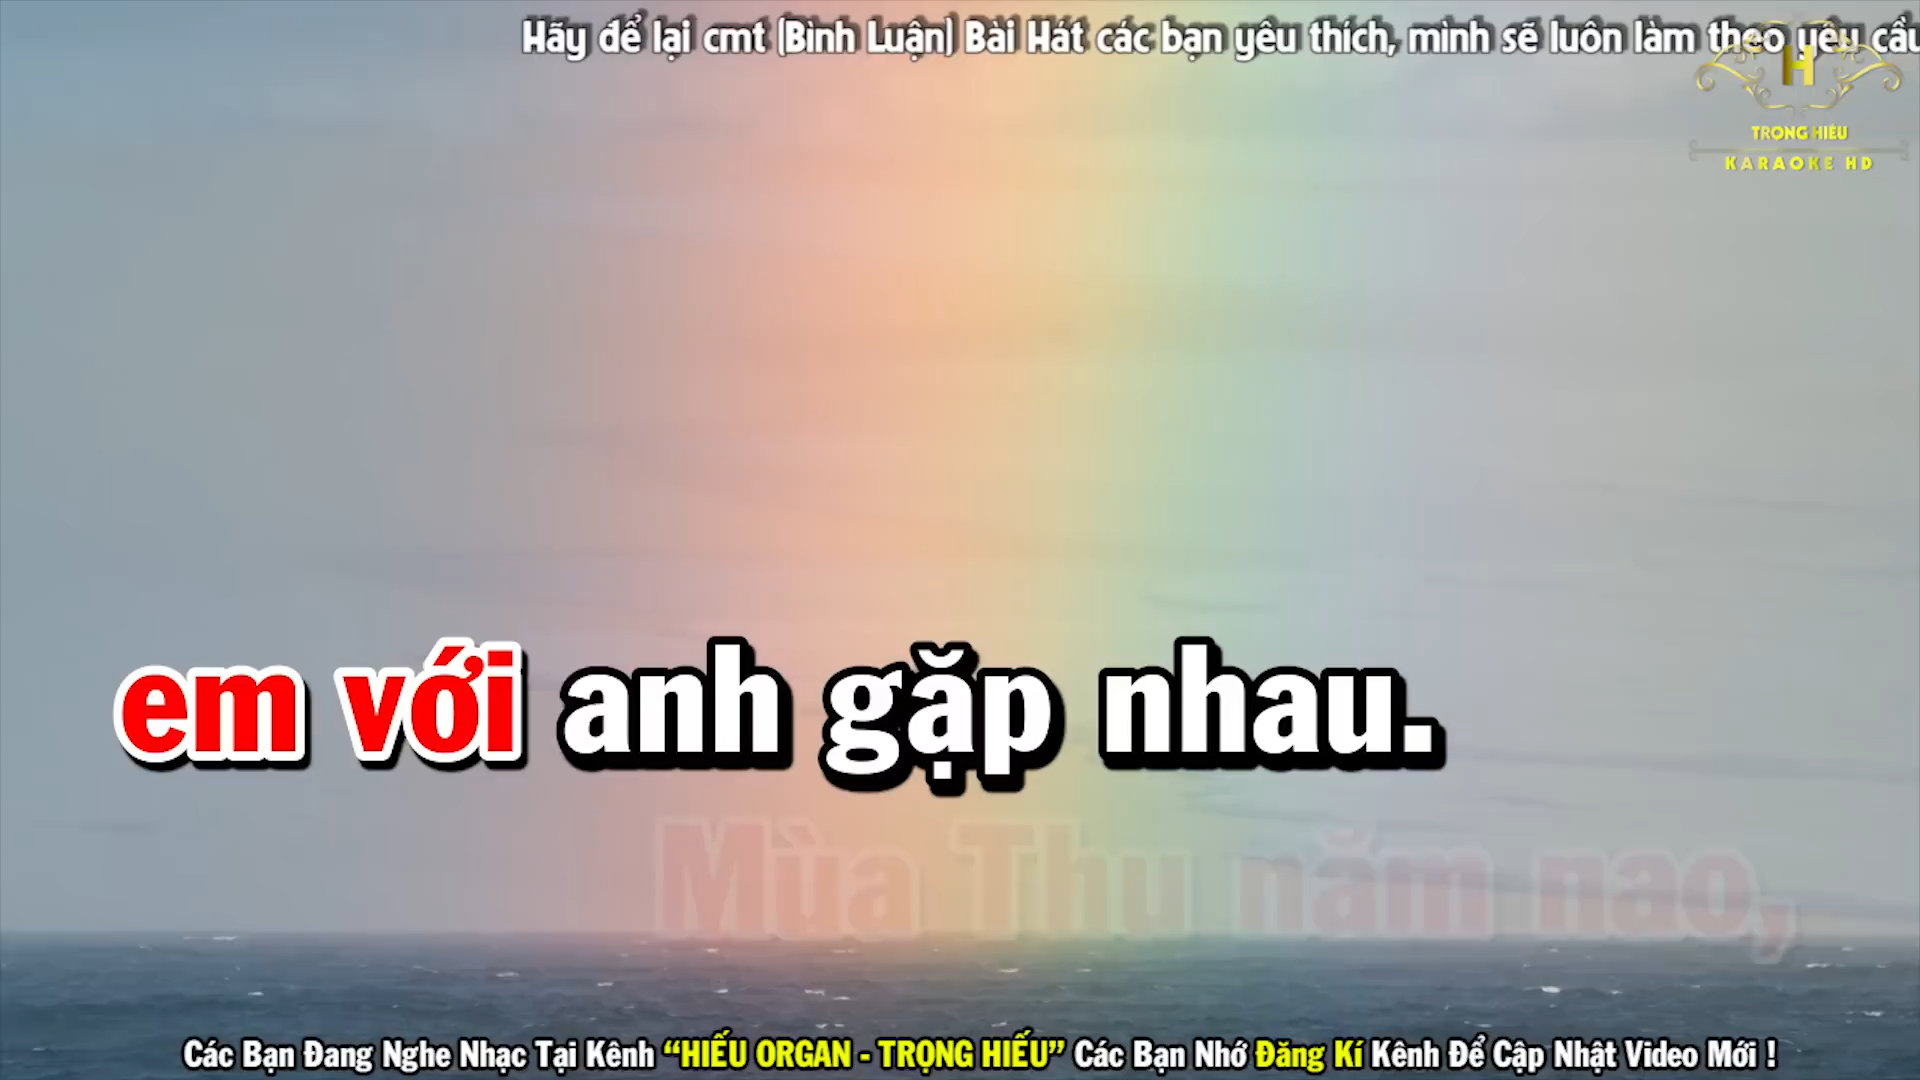 Hãy để lại cmt (Bình Luận) Bài Hát các bạn yêu thích, mình sẽ luôn làm theo yêu cầu
H
TRỌNG HIẾU
KARAOKE HD
em với anh gặp nhau.
Mùa Thu năm nao,
Các Bạn Đang Nghe Nhạc Tại Kênh “HIẾU ORGAN - TRỌNG HIẾU” Các Bạn Nhớ Đăng Kí Kênh Để Cập Nhật Video Mới !